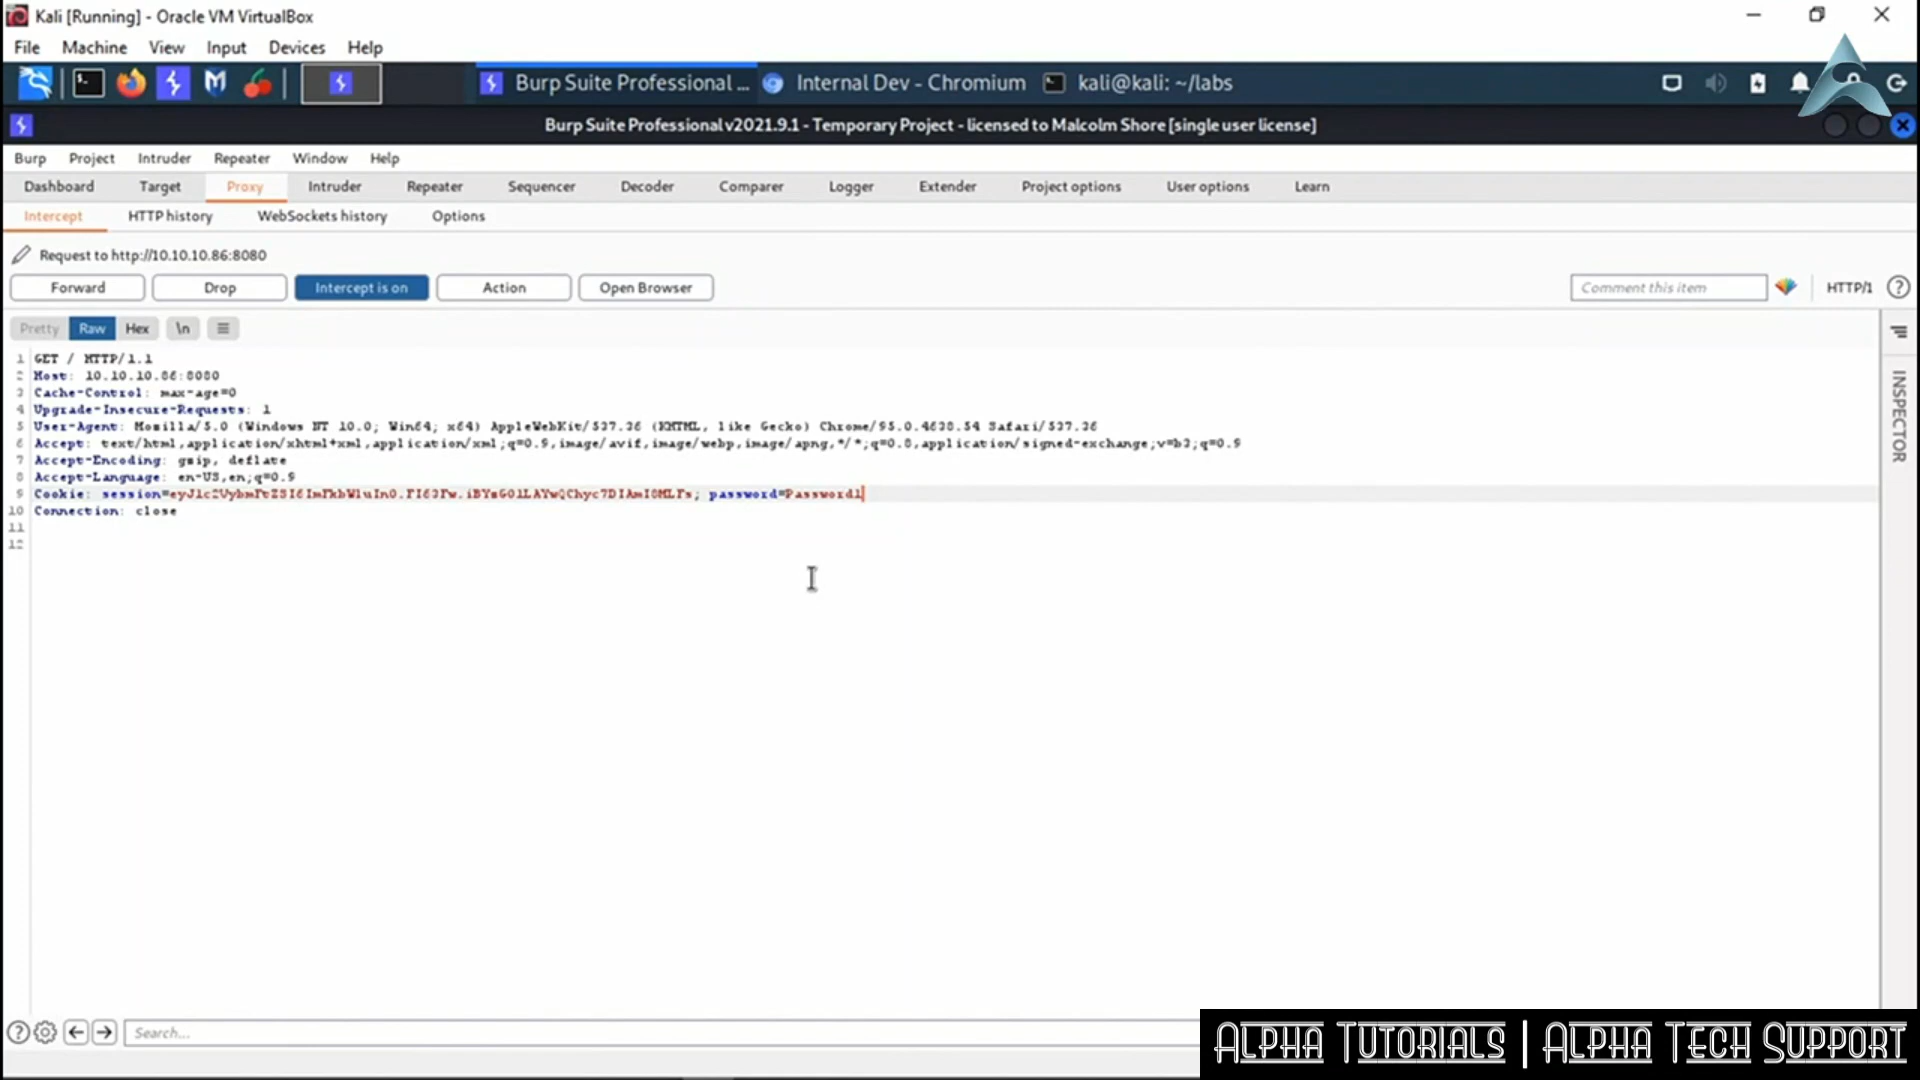 Kali [Running] - Oracle VM VirtualBox
File Machine View Input Devices Help
Burp Suite Professional ... Internal Dev - Chromium kali@kali: ~/labs
Burp Suite Professional v2021.9.1 - Temporary Project - licensed to Malcolm Shore [single user license]
Burp Project Intruder Repeater Window Help
Dashboard Target Proxy Intruder Repeater Sequencer Decoder Comparer Logger Extender Project options User options Learn
Intercept HTTP history WebSockets history Options
Request to http://10.10.10.86:8080
Forward Drop Intercept is on Action Open Browser Comment this item HTTP/1 ?
Pretty Raw Hex \n
1 GET / HTTP/1.1
2 Host: 10.10.10.86:8080
3 Cache-Control: max-age=0
4 Upgrade-Insecure-Requests: 1
5 User-Agent: Mozilla/5.0 (Windows NT 10.0; Win64; x64) AppleWebKit/537.36 (KHTML, like Gecko) Chrome/95.0.4638.54 Safari/537.36
6 Accept: text/html,application/xhtml+xml,application/xml;q=0.9,image/avif,image/webp,image/apng,*/*;q=0.8,application/signed-exchange;v=b3;q=0.9
7 Accept-Encoding: gzip, deflate
8 Accept-Language: en-US,en;q=0.9
9 Cookie: password=Password1
10 Connection: close
11
12
INSPECTOR
Search...
Alpha Tutorials | Alpha Tech Support